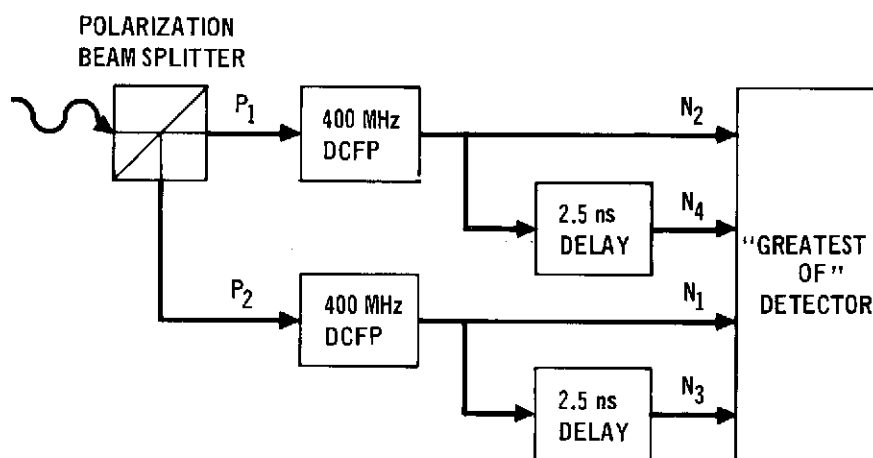 POLARIZATION
BEAM SPLITTER
P1
400 MHz
DCFP
N2
2.5 ns
DELAY
N4
"GREATEST
OF"
DETECTOR
P2
400 MHz
DCFP
N1
2.5 ns
DELAY
N3